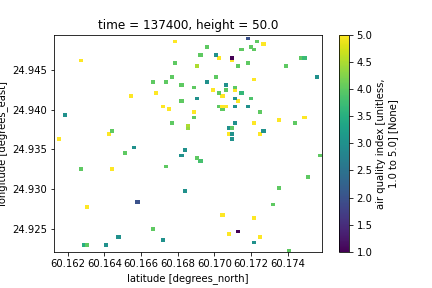 time = 137400, height = 50.0
24.945
24.940
24.935
24.930
24.925
longitude [degrees_east]
60.162 60.164 60.166 60.168 60.170 60.172 60.174
latitude [degrees_north]
5.0
4.5
4.0
3.5
3.0
2.5
2.0
1.5
1.0
air quality index [unitless,
1.0 to 5.0] [None]